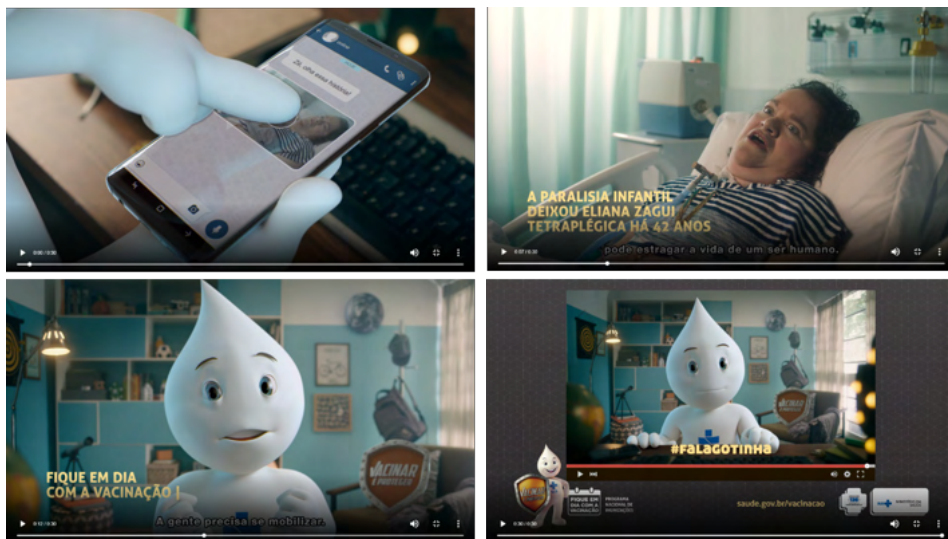 Zé, olha essa história!
A PARALISIA INFANTIL
DEIXOU ELIANA ZAGUI
TETRAPLÉGICA HÁ 42 ANOS
pode estragar a vida de um ser humano.
FIQUE EM DIA
COM A VACINAÇÃO |
VACINAR
É PROTEGER
A gente precisa se mobilizar.
VACINAR
É PROTEGER
#FALAGOTINHA
FIQUE EM DIA
COM A VACINAÇÃO
PROGRAMA
NACIONAL DE
IMUNIZAÇÕES
saude.gov.br/vacinacao